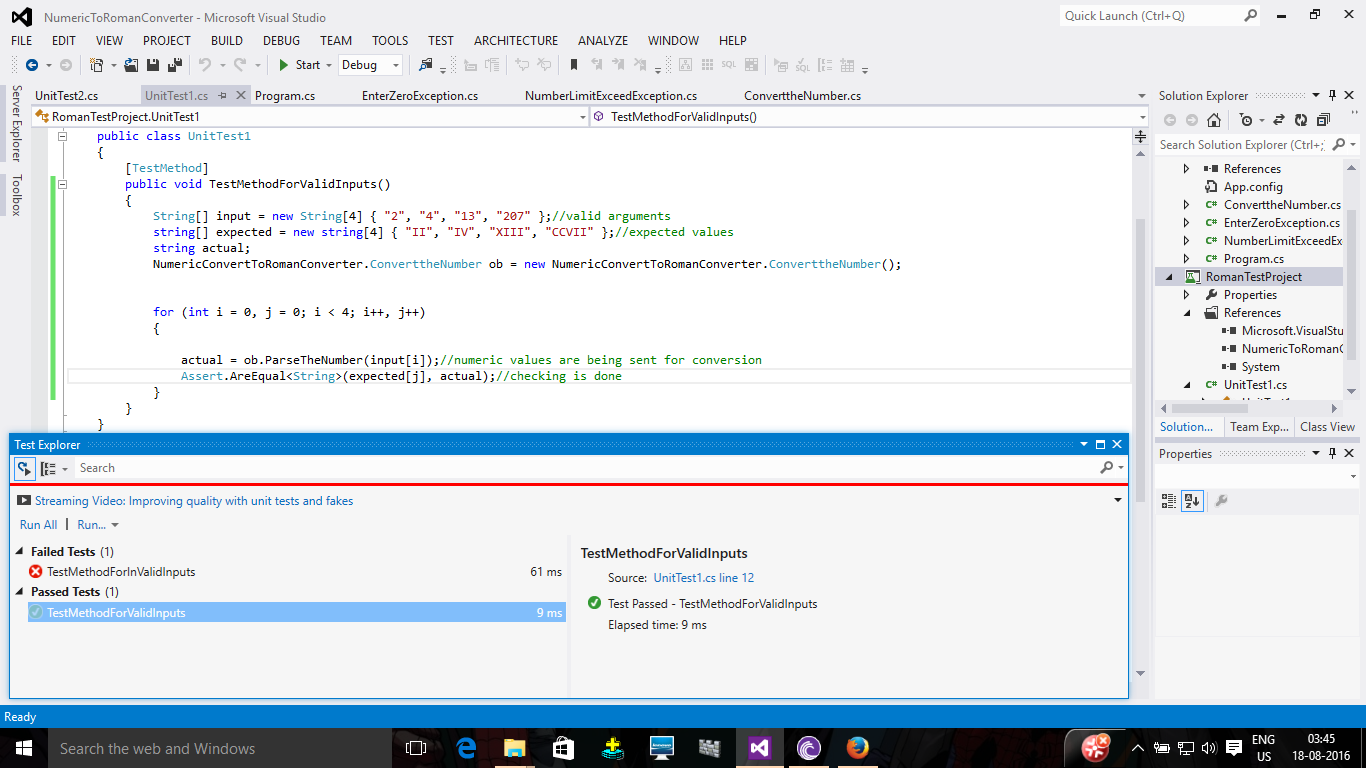 NumericToRomanConverter - Microsoft Visual Studio
Quick Launch (Ctrl+Q)
FILE EDIT VIEW PROJECT BUILD DEBUG TEAM TOOLS TEST ARCHITECTURE ANALYZE WINDOW HELP
Start Debug SQL SQL
Server Explorer
Toolbox
UnitTest2.cs UnitTest1.cs Program.cs EnterZeroException.cs NumberLimitExceedException.cs ConverttheNumber.cs
RomanTestProject.UnitTest1 TestMethodForValidInputs()
public class UnitTest1
{
[TestMethod]
public void TestMethodForValidInputs()
{
String[] input = new String[4] { "2", "4", "13", "207" };//valid arguments
string[] expected = new string[4] { "II", "IV", "XIII", "CCVII" };//expected values
string actual;
NumericConvertToRomanConverter.ConverttheNumber ob = new NumericConvertToRomanConverter.ConverttheNumber();
for (int i = 0, j = 0; i < 4; i++, j++)
{
actual = ob.ParseTheNumber(input[i]);//numeric values are being sent for conversion
Assert.AreEqual<String>(expected[j], actual);//checking is done
}
}
}
Solution Explorer
Search Solution Explorer (Ctrl+;
References
App.config
C# ConverttheNumber.cs
C# EnterZeroException.cs
C# NumberLimitExceedEx
C# Program.cs
RomanTestProject
Properties
References
Microsoft.VisualStu
NumericToRoman
System
C# UnitTest1.cs
Solution... Team Exp... Class View
Properties
Test Explorer
Search
Streaming Video: Improving quality with unit tests and fakes
Run All | Run...
Failed Tests (1)
TestMethodForInValidInputs 61 ms
Passed Tests (1)
TestMethodForValidInputs 9 ms
TestMethodForValidInputs
Source: UnitTest1.cs line 12
Test Passed - TestMethodForValidInputs
Elapsed time: 9 ms
Ready
Search the web and Windows
ENG
US
03:45
18-08-2016